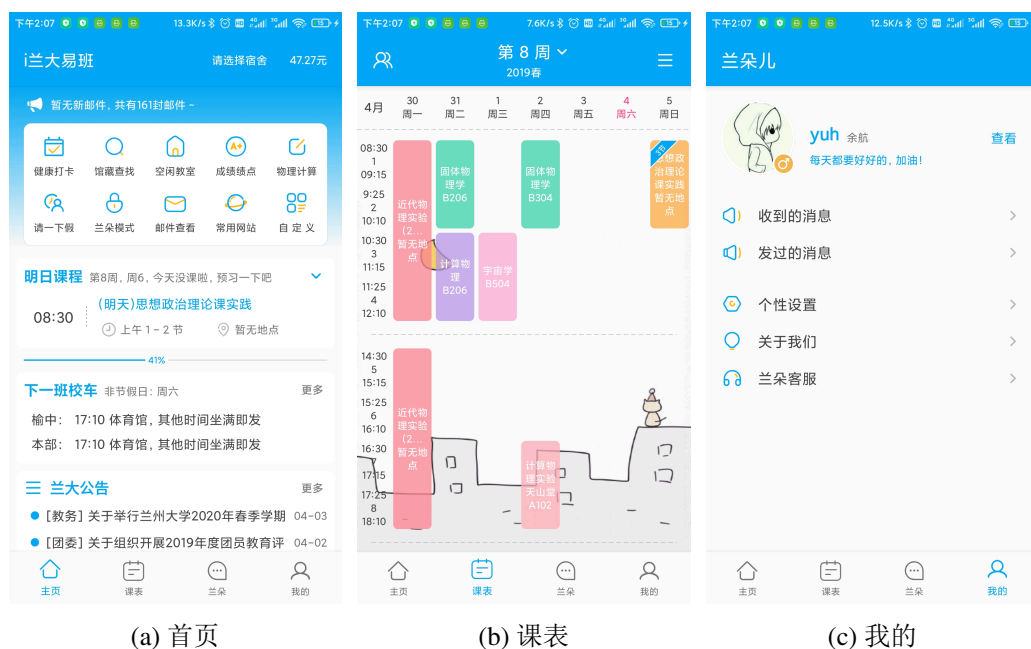 下午2:07 13.3K/s 4G 2G 15
i兰大易班 请选择宿舍 47.27元
暂无新邮件, 共有161封邮件 ~
健康打卡 馆藏查找 空闲教室 成绩绩点 物理计算
请一下假 兰朵模式 邮件查看 常用网站 自 定 义
明日课程 第8周, 周6, 今天没课啦, 预习一下吧
(明天)思想政治理论课实践
08:30
上午 1 - 2 节 暂无地点
41%
下一班校车 非节假日: 周六 更多
榆中: 17:10 体育馆, 其他时间坐满即发
本部: 17:10 体育馆, 其他时间坐满即发
兰大公告 更多
[教务] 关于举行兰州大学2020年春季学期 04-03
[团委] 关于组织开展2019年度团员教育评 04-02
主页 课表 兰朵 我的
(a) 首页
下午2:07 7.6K/s 4G 2G 15
第 8 周
2019春
4月
30 31 1 2 3 4 5
周一 周二 周三 周四 周五 周六 周日
08:30
1
09:15
9:25
2
10:10
10:30
3
11:15
11:25
4
12:10
14:30
5
15:15
15:25
6
16:10
16:30
7
17:15
17:25
8
18:10
近代物
理实验
(2...
暂无地
点
近代物
理实验
(2...
暂无地
点
固体物
理学
B206
计算物
理
B206
宇宙学
B504
固体物
理学
B304
计算物
理实验
天山堂
A102
思想政
治理论
课实践
暂无地
点
主页 课表 兰朵 我的
(b) 课表
下午2:07 12.5K/s 4G 2G 15
兰朵儿
yuh 余航 查看
每天都要好好的, 加油!
收到的消息
发过的消息
个性设置
关于我们
兰朵客服
主页 课表 兰朵 我的
(c) 我的